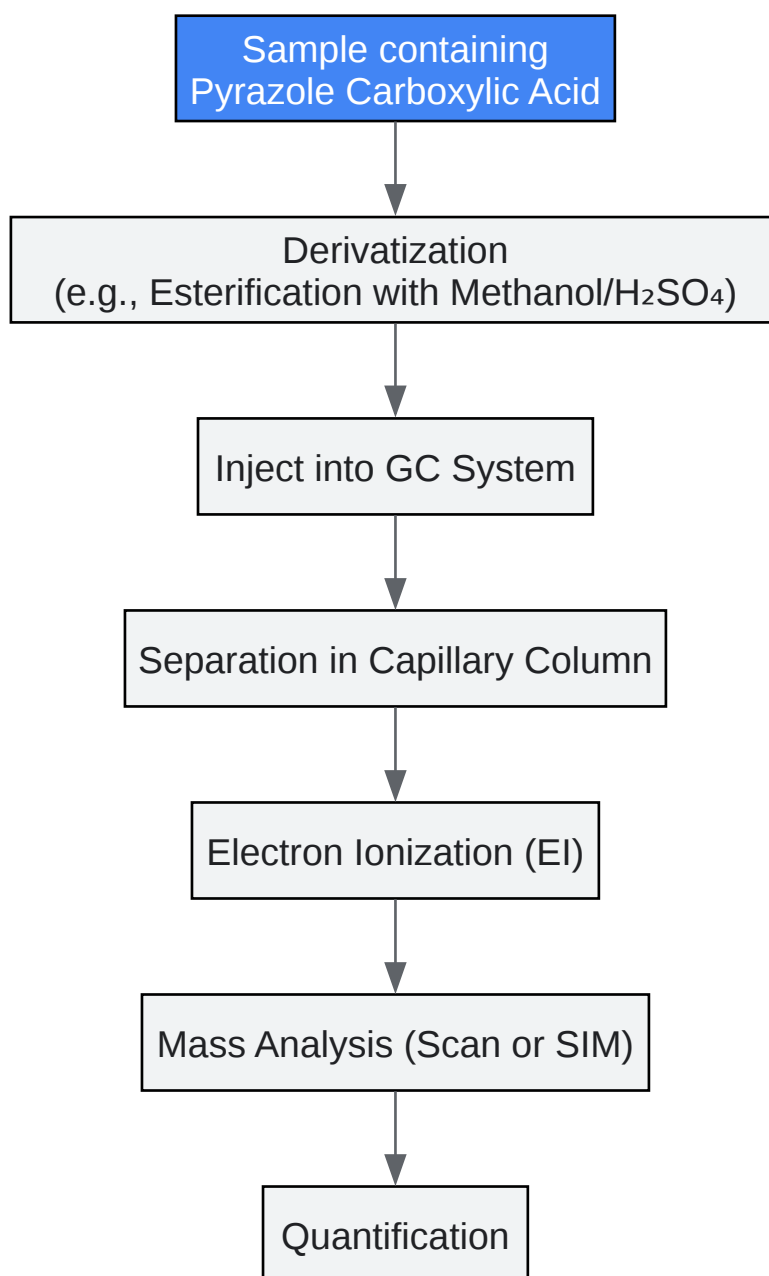 Sample containing
Pyrazole Carboxylic Acid
Derivatization
(e.g., Esterification with Methanol/H₂SO₄)
Inject into GC System
Separation in Capillary Column
Electron Ionization (EI)
Mass Analysis (Scan or SIM)
Quantification